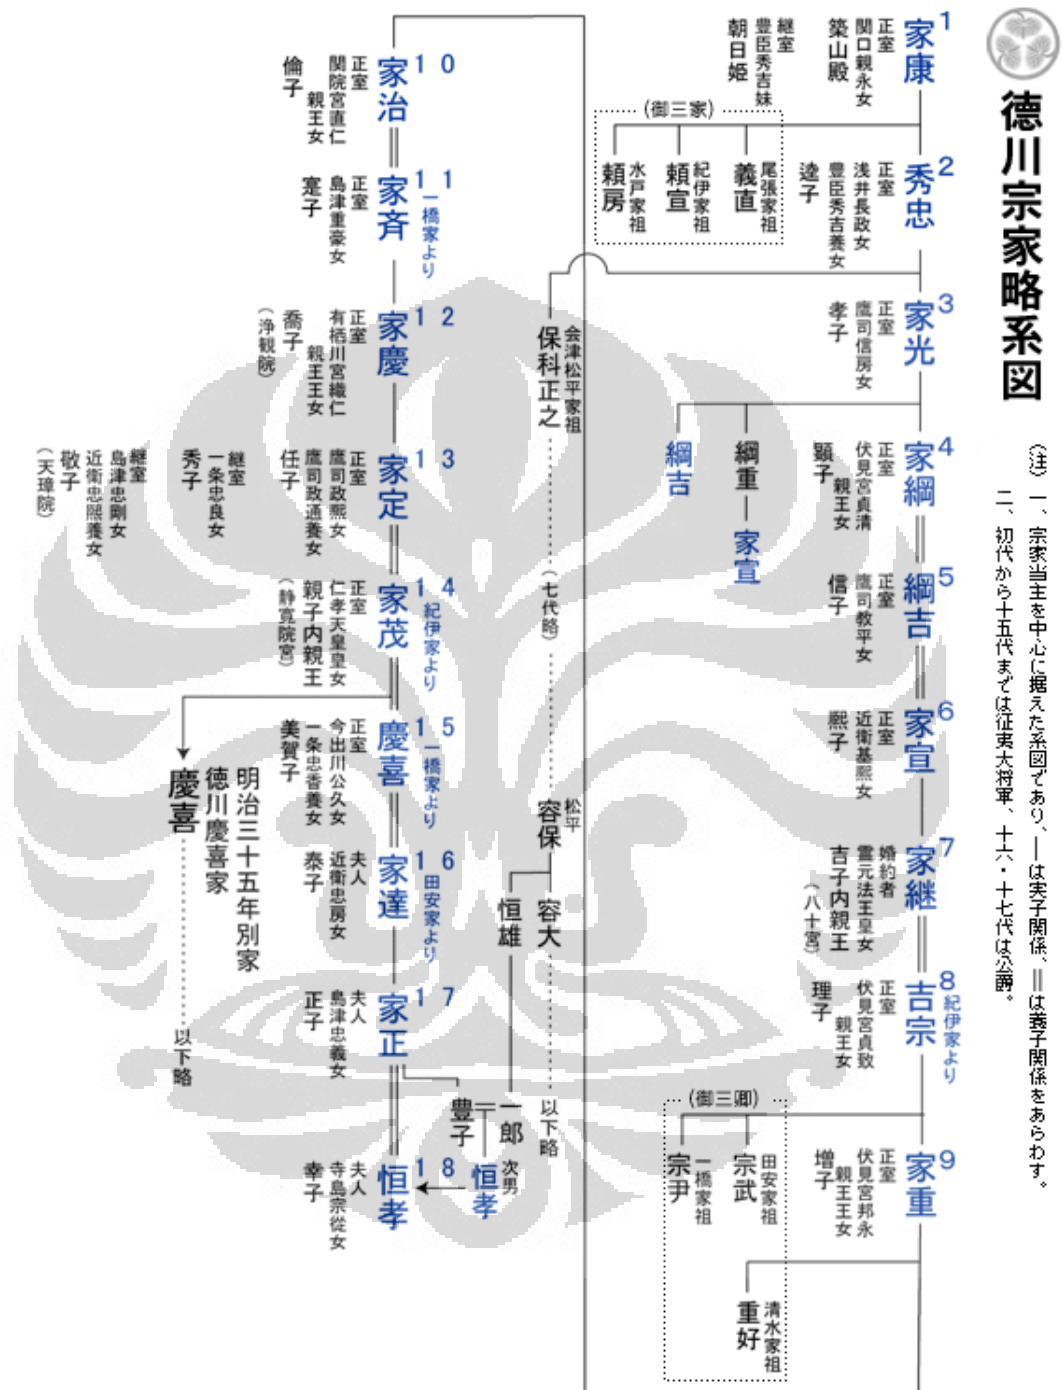 徳川宗家略系図
(注) 一、宗家当主を中心に据えた系図であり、―は実子関係、||は養子関係をあらわす。
二、初代から十五代までは征夷大将軍、十六・十七代は公爵。
1
家康
正室
関口親永女
築山殿
継室
豊臣秀吉妹
朝日姫
(御三家)
尾張家祖
義直
紀伊家祖
頼宣
水戸家祖
頼房
2
秀忠
正室
浅井長政女
豊臣秀吉養女
逵子
会津松平家祖
保科正之
(七代略)
松平
容保
容大
以下略
恒雄
一郎
豊子
次男
恒孝
3
家光
正室
鷹司信房女
孝子
綱重
家宣
綱吉
4
家綱
正室
伏見宮貞清
親王女
顕子
5
綱吉
正室
鷹司教平女
信子
6
家宣
正室
近衛基熙女
熙子
7
家継
婚約者
霊元法王皇女
吉子内親王
(八十宮)
8
吉宗
紀伊家より
正室
伏見宮貞致
親王女
理子
(御三卿)
田安家祖
宗武
一橋家祖
宗尹
9
家重
正室
伏見宮邦永
親王王女
増子
清水家祖
重好
10
家治
正室
関院宮直仁
親王女
倫子
11
家斉
一橋家より
正室
島津重豪女
寔子
12
家慶
正室
有栖川宮織仁
親王王女
喬子
(浄観院)
13
家定
正室
鷹司政熙女
鷹司政通養女
任子
継室
一条忠良女
秀子
継室
島津忠剛女
近衛忠熙養女
敬子
(天璋院)
14
家茂
紀伊家より
正室
仁孝天皇皇女
親子内親王
(静寛院宮)
15
慶喜
一橋家より
正室
今出川公久女
一条忠香養女
美賀子
明治三十五年別家
徳川慶喜家
慶喜
以下略
16
家達
田安家より
夫人
近衛忠房女
泰子
17
家正
夫人
島津忠義女
正子
18
恒孝
夫人
寺島宗従女
幸子